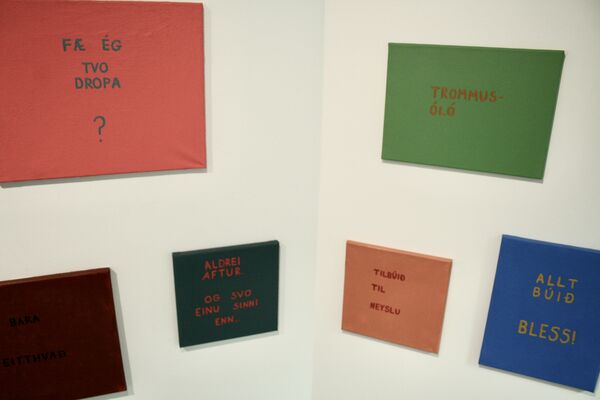 FÆ ÉG
TVO
DROPA
?
TROMMUS-
ÓLÓ
BARA
EITTHVAÐ
ALDREI
AFTUR.
OG SVO
EINU SINNI
ENN..
TILBÚIÐ
TIL
NEYSLU
ALLT
BÚIÐ
BLESS!